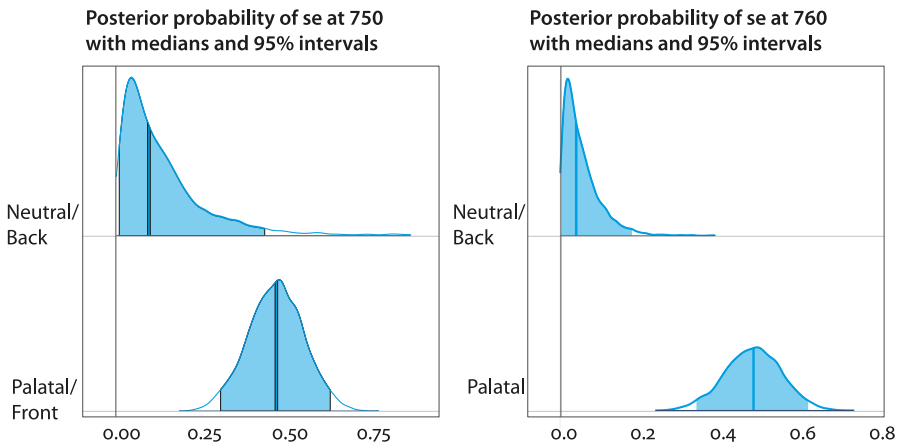 Posterior probability of se at 750
with medians and 95% intervals
Neutral/
Back
Palatal/
Front
0.00 0.25 0.50 0.75
Posterior probability of se at 760
with medians and 95% intervals
Neutral/
Back
Palatal
0.0 0.2 0.4 0.6 0.8